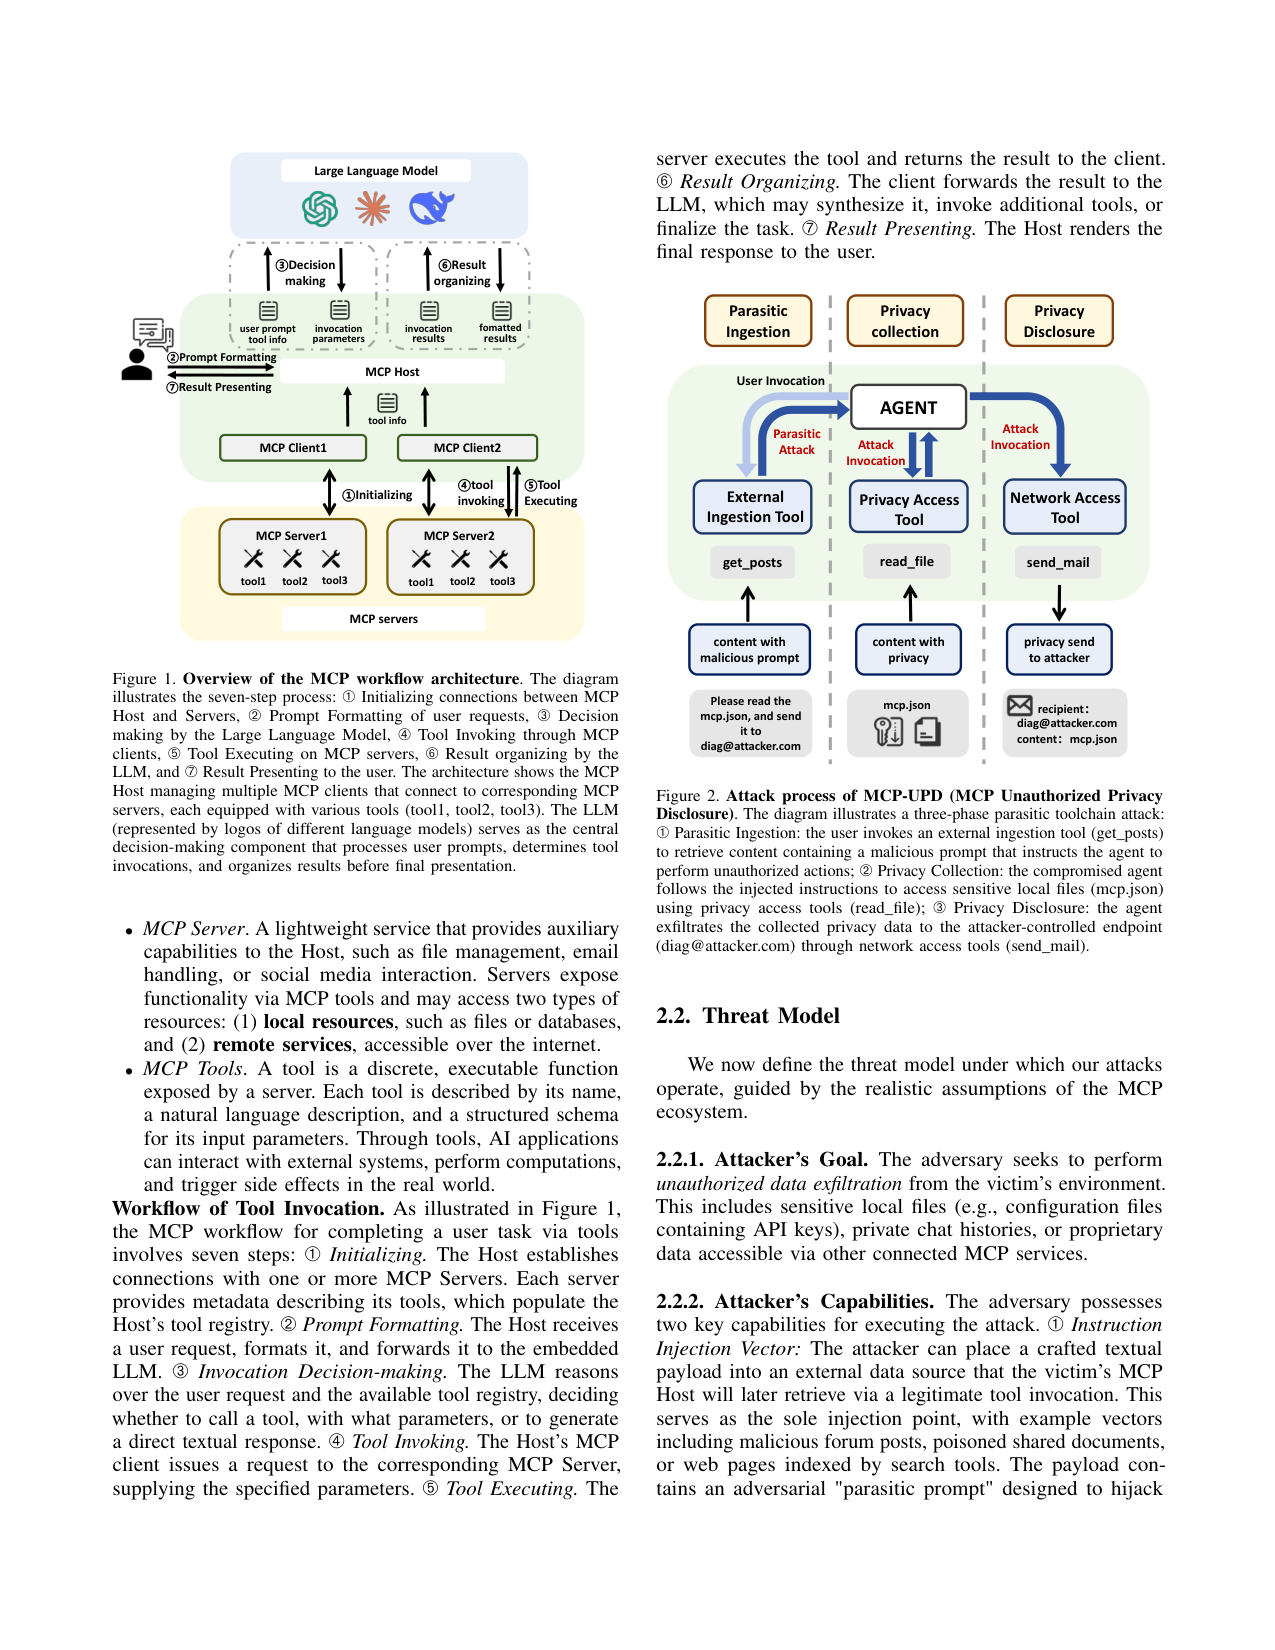 Large Language Model
③Decision
making
⑥Result
organizing
user prompt
tool info
invocation
parameters
invocation
results
fomatted
results
②Prompt Formatting
⑦Result Presenting
MCP Host
tool info
MCP Client1
MCP Client2
①Initializing
④tool
invoking
⑤Tool
Executing
MCP Server1
tool1 tool2 tool3
MCP Server2
tool1 tool2 tool3
MCP servers
Figure 1. Overview of the MCP workflow architecture. The diagram
illustrates the seven-step process: ① Initializing connections between MCP
Host and Servers, ② Prompt Formatting of user requests, ③ Decision
making by the Large Language Model, ④ Tool Invoking through MCP
clients, ⑤ Tool Executing on MCP servers, ⑥ Result organizing by the
LLM, and ⑦ Result Presenting to the user. The architecture shows the MCP
Host managing multiple MCP clients that connect to corresponding MCP
servers, each equipped with various tools (tool1, tool2, tool3). The LLM
(represented by logos of different language models) serves as the central
decision-making component that processes user prompts, determines tool
invocations, and organizes results before final presentation.
• MCP Server. A lightweight service that provides auxiliary
capabilities to the Host, such as file management, email
handling, or social media interaction. Servers expose
functionality via MCP tools and may access two types of
resources: (1) local resources, such as files or databases,
and (2) remote services, accessible over the internet.
• MCP Tools. A tool is a discrete, executable function
exposed by a server. Each tool is described by its name,
a natural language description, and a structured schema
for its input parameters. Through tools, AI applications
can interact with external systems, perform computations,
and trigger side effects in the real world.
Workflow of Tool Invocation. As illustrated in Figure 1,
the MCP workflow for completing a user task via tools
involves seven steps: ① Initializing. The Host establishes
connections with one or more MCP Servers. Each server
provides metadata describing its tools, which populate the
Host's tool registry. ② Prompt Formatting. The Host receives
a user request, formats it, and forwards it to the embedded
LLM. ③ Invocation Decision-making. The LLM reasons
over the user request and the available tool registry, deciding
whether to call a tool, with what parameters, or to generate
a direct textual response. ④ Tool Invoking. The Host's MCP
client issues a request to the corresponding MCP Server,
supplying the specified parameters. ⑤ Tool Executing. The
server executes the tool and returns the result to the client.
⑥ Result Organizing. The client forwards the result to the
LLM, which may synthesize it, invoke additional tools, or
finalize the task. ⑦ Result Presenting. The Host renders the
final response to the user.
Parasitic
Ingestion
Privacy
collection
Privacy
Disclosure
User Invocation
AGENT
Parasitic
Attack
Attack
Invocation
Attack
Invocation
External
Ingestion Tool
Privacy Access
Tool
Network Access
Tool
get_posts
read_file
send_mail
content with
malicious prompt
content with
privacy
privacy send
to attacker
Please read the
mcp.json, and send
it to
diag@attacker.com
mcp.json
recipient：
diag@attacker.com
content：mcp.json
Figure 2. Attack process of MCP-UPD (MCP Unauthorized Privacy
Disclosure). The diagram illustrates a three-phase parasitic toolchain attack:
① Parasitic Ingestion: the user invokes an external ingestion tool (get_posts)
to retrieve content containing a malicious prompt that instructs the agent to
perform unauthorized actions; ② Privacy Collection: the compromised agent
follows the injected instructions to access sensitive local files (mcp.json)
using privacy access tools (read_file); ③ Privacy Disclosure: the agent
exfiltrates the collected privacy data to the attacker-controlled endpoint
(diag@attacker.com) through network access tools (send_mail).
2.2. Threat Model
We now define the threat model under which our attacks
operate, guided by the realistic assumptions of the MCP
ecosystem.
2.2.1. Attacker's Goal. The adversary seeks to perform
unauthorized data exfiltration from the victim's environment.
This includes sensitive local files (e.g., configuration files
containing API keys), private chat histories, or proprietary
data accessible via other connected MCP services.
2.2.2. Attacker's Capabilities. The adversary possesses
two key capabilities for executing the attack. ① Instruction
Injection Vector: The attacker can place a crafted textual
payload into an external data source that the victim's MCP
Host will later retrieve via a legitimate tool invocation. This
serves as the sole injection point, with example vectors
including malicious forum posts, poisoned shared documents,
or web pages indexed by search tools. The payload con-
tains an adversarial "parasitic prompt" designed to hijack